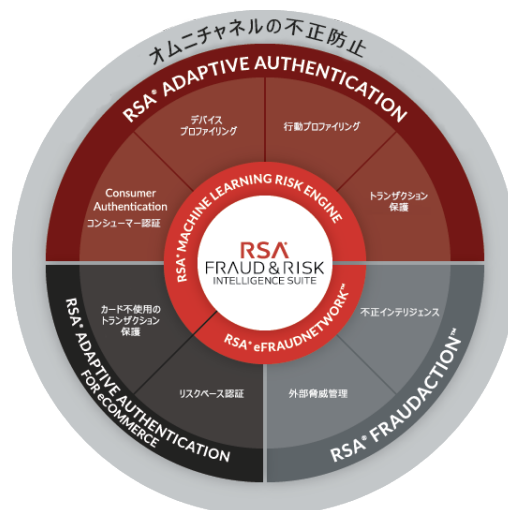 オムニチャネルの不正防止
RSA® ADAPTIVE AUTHENTICATION
デバイス
プロファイリング
行動プロファイリング
Consumer
Authentication
コンシューマー認証
トランザクション
保護
RSA® MACHINE LEARNING RISK ENGINE
RSA®
FRAUD & RISK
INTELLIGENCE SUITE
RSA® eFRAUDNETWORK™
カード不使用の
トランザクション
保護
リスクベース認証
RSA® ADAPTIVE AUTHENTICATION
FOR eCOMMERCE
不正インテリジェンス
外部脅威管理
RSA® FRAUDACTION™